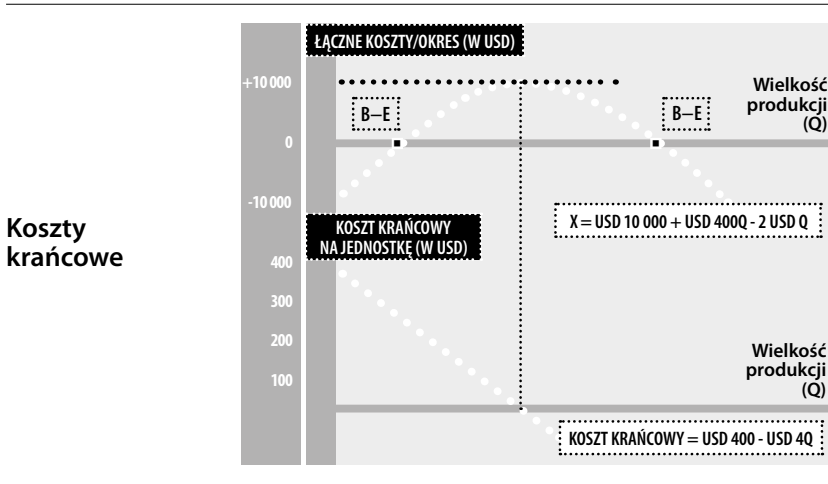 ŁĄCZNE KOSZTY/OKRES (W USD)
+10 000
Wielkość
produkcji
(Q)
B–E
B–E
0
-10 000
X = USD 10 000 + USD 400Q - 2 USD Q
Koszty
krańcowe
KOSZT KRAŃCOWY
NA JEDNOSTKĘ (W USD)
400
300
200
100
Wielkość
produkcji
(Q)
KOSZT KRAŃCOWY = USD 400 - USD 4Q